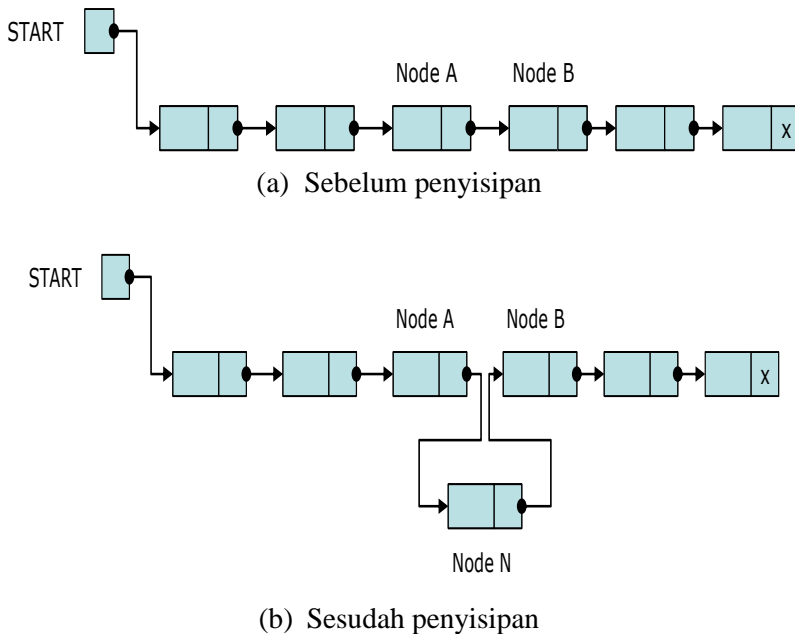 START
Node A Node B
x
(a) Sebelum penyisipan
START
Node A Node B
x
Node N
(b) Sesudah penyisipan